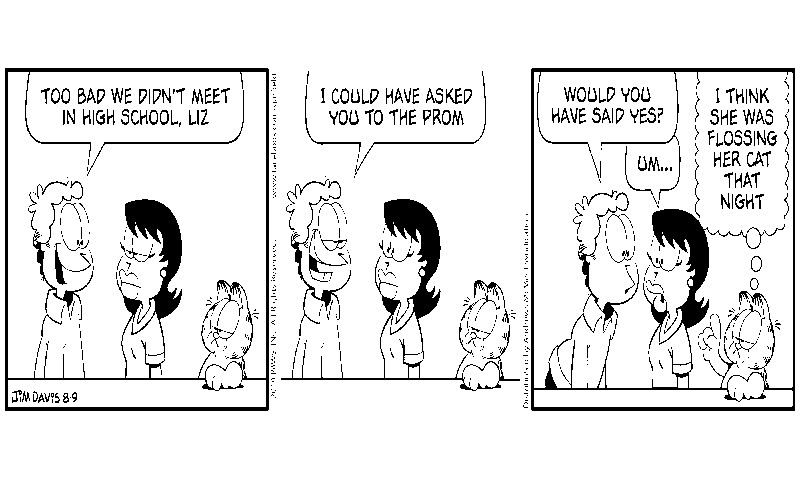 TOO BAD WE DIDN'T MEET
IN HIGH SCHOOL, LIZ
JIM DAVIS 8-9
I COULD HAVE ASKED
YOU TO THE PROM
WOULD YOU
HAVE SAID YES?
UM...
I THINK
SHE WAS
FLOSSING
HER CAT
THAT
NIGHT